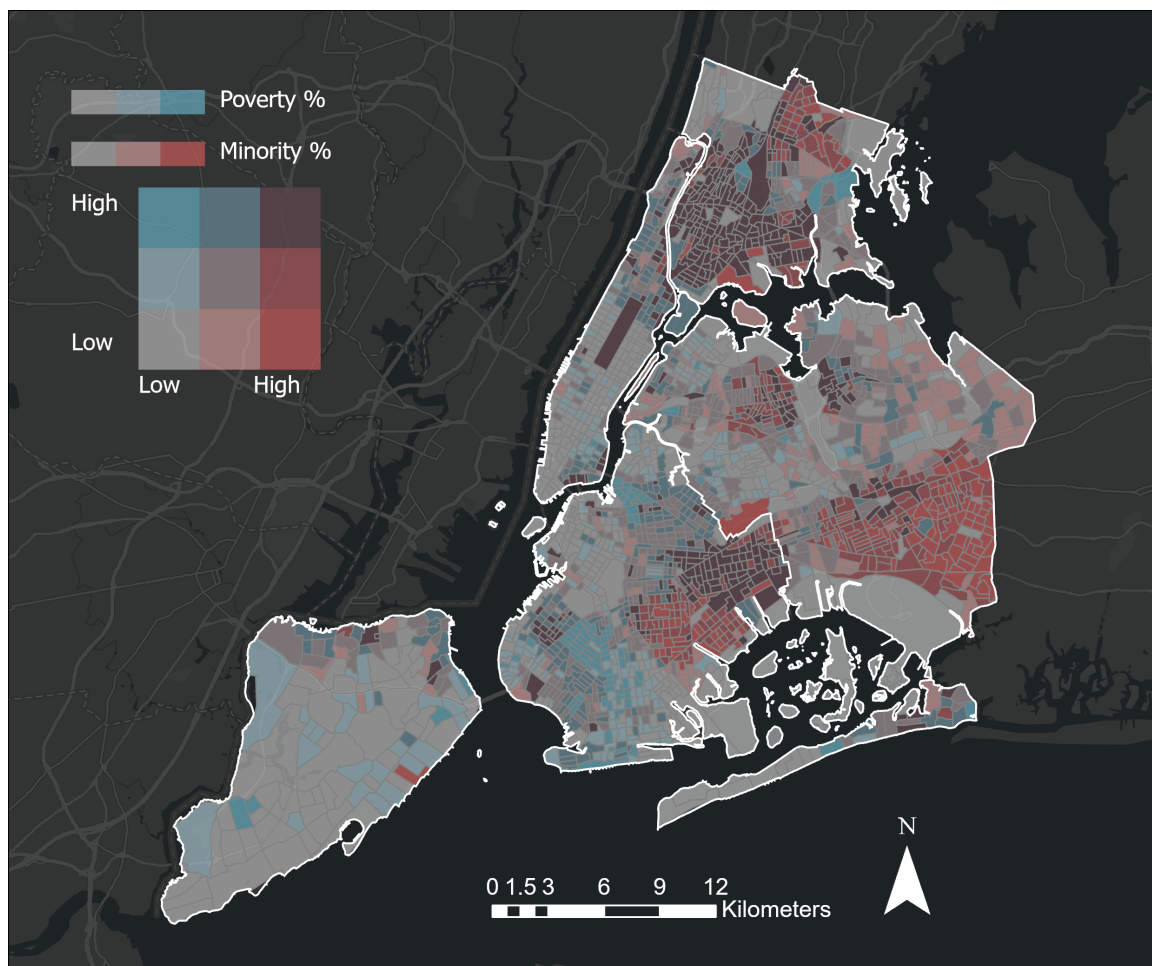 Poverty %
Minority %
High
Low
Low High
N
0 1.5 3 6 9 12
Kilometers